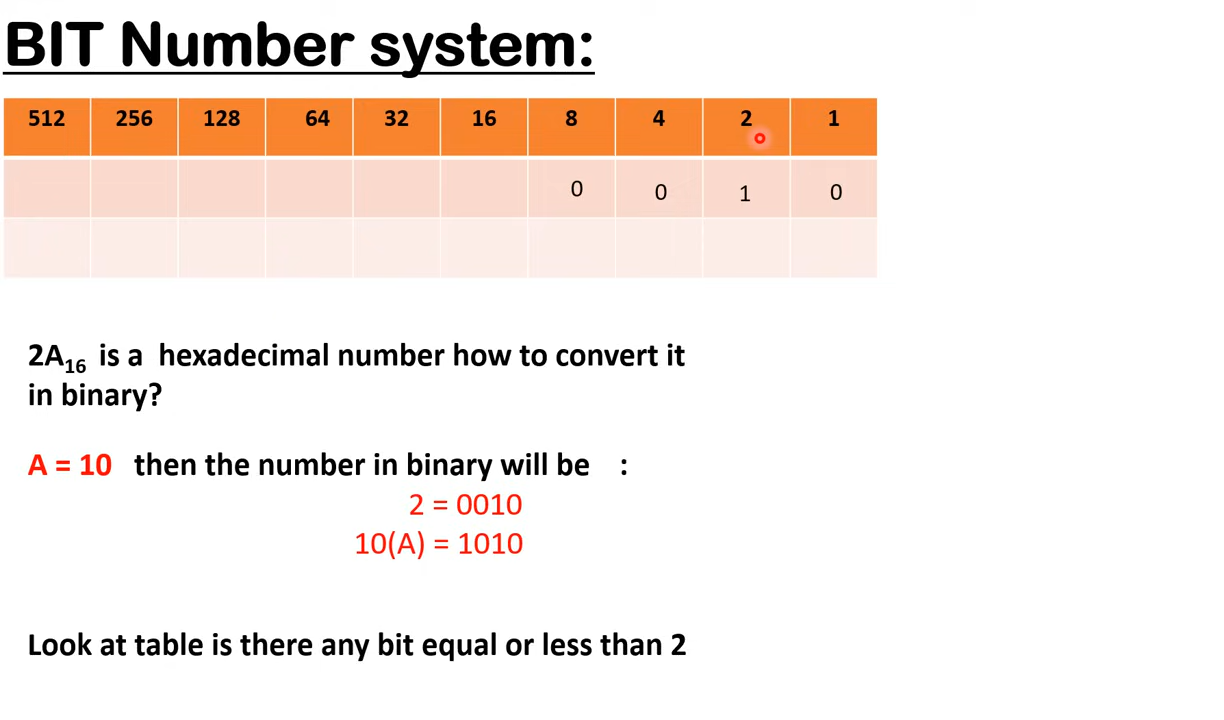 BIT Number system:
512 256 128 64 32 16 8 4 2 1
0 0 1 0
2A₁₆ is a hexadecimal number how to convert it
in binary?
A = 10 then the number in binary will be :
2 = 0010
10(A) = 1010
Look at table is there any bit equal or less than 2